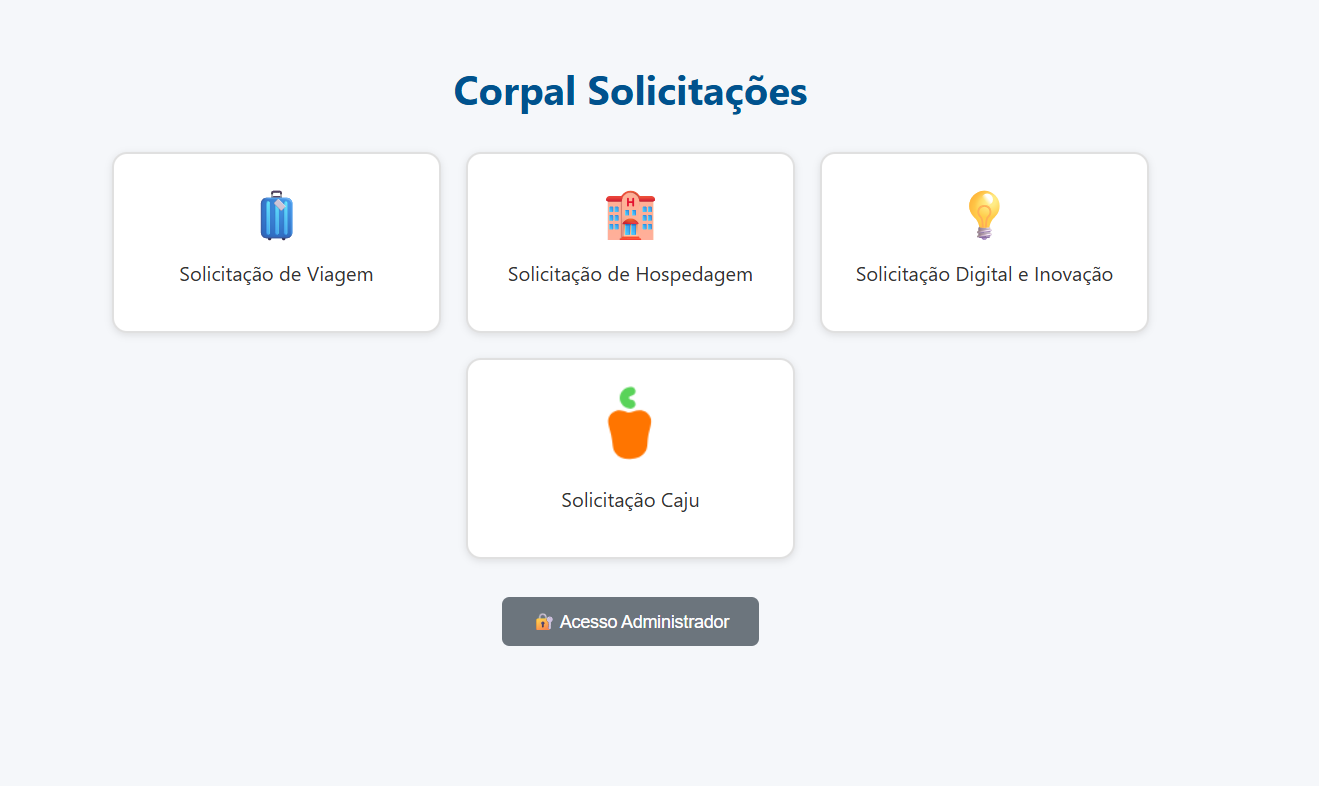 Corpal Solicitações
Solicitação de Viagem
H
Solicitação de Hospedagem
Solicitação Digital e Inovação
Solicitação Caju
Acesso Administrador